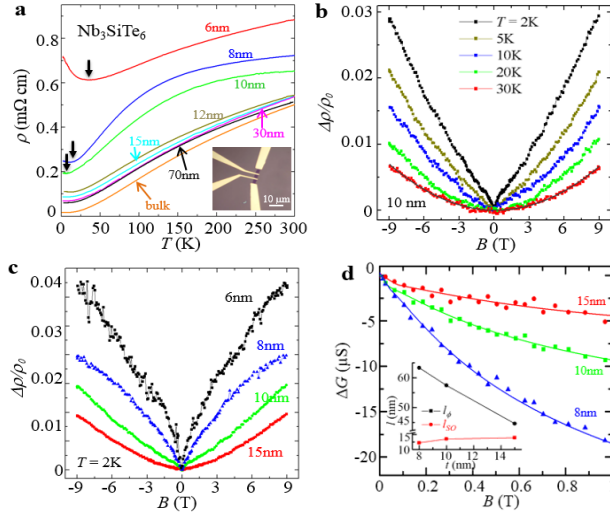 a
Nb₃SiTe₆
6nm
8nm
10nm
12nm
15nm
30nm
70nm
bulk
10 μm
ρ (mΩ cm)
0.8
0.6
0.4
0.2
0.0
0 50 100 150 200 250 300
T (K)
b
T = 2K
5K
10K
20K
30K
10 nm
Δρ/ρ₀
0.03
0.02
0.01
0
-9 -6 -3 0 3 6 9
B (T)
c
6nm
8nm
10nm
15nm
T = 2K
Δρ/ρ₀
0.04
0.03
0.02
0.01
0
-9 -6 -3 0 3 6 9
B (T)
d
15nm
10nm
8nm
ΔG (μS)
0
-5
-10
-15
-20
0 0.2 0.4 0.6 0.8
B (T)
l (nm)
60
50
45
15
10
lϕ
lSO
8 10 12 14
t (nm)